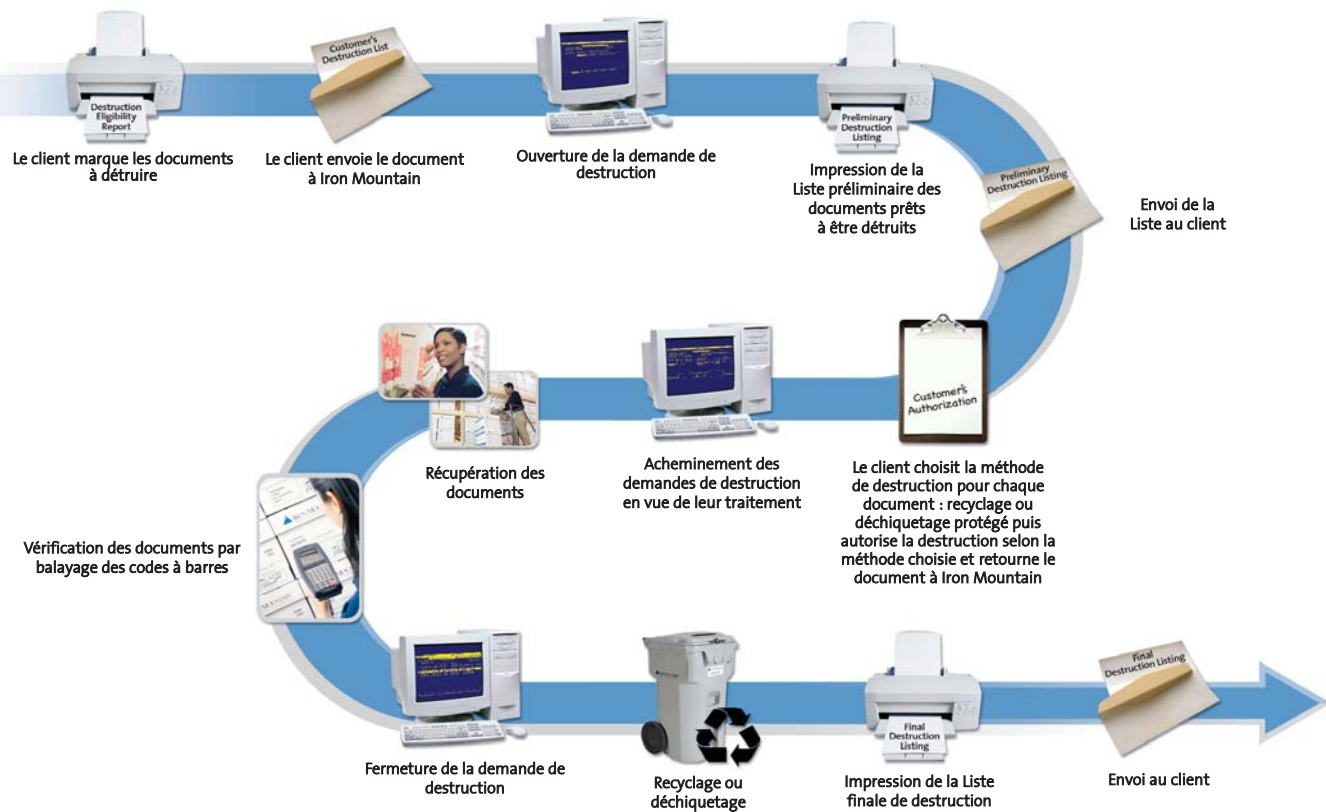 Destruction
Eligibility
Report
Le client marque les documents
à détruire
Customer's
Destruction List
Le client envoie le document
à Iron Mountain
Ouverture de la demande de
destruction
Preliminary
Destruction
Listing
Impression de la
Liste préliminaire des
documents prêts
à être détruits
Preliminary
Destruction Listing
Envoi de la
Liste au client
Customer's
Authorization
Le client choisit la méthode
de destruction pour chaque
document : recyclage ou
déchiquetage protégé puis
autorise la destruction selon la
méthode choisie et retourne le
document à Iron Mountain
Acheminement des
demandes de destruction
en vue de leur traitement
Récupération des
documents
Vérification des documents par
balayage des codes à barres
Fermeture de la demande de
destruction
Recyclage ou
déchiquetage
Final
Destruction
Listing
Impression de la Liste
finale de destruction
Final
Destruction Listing
Envoi au client